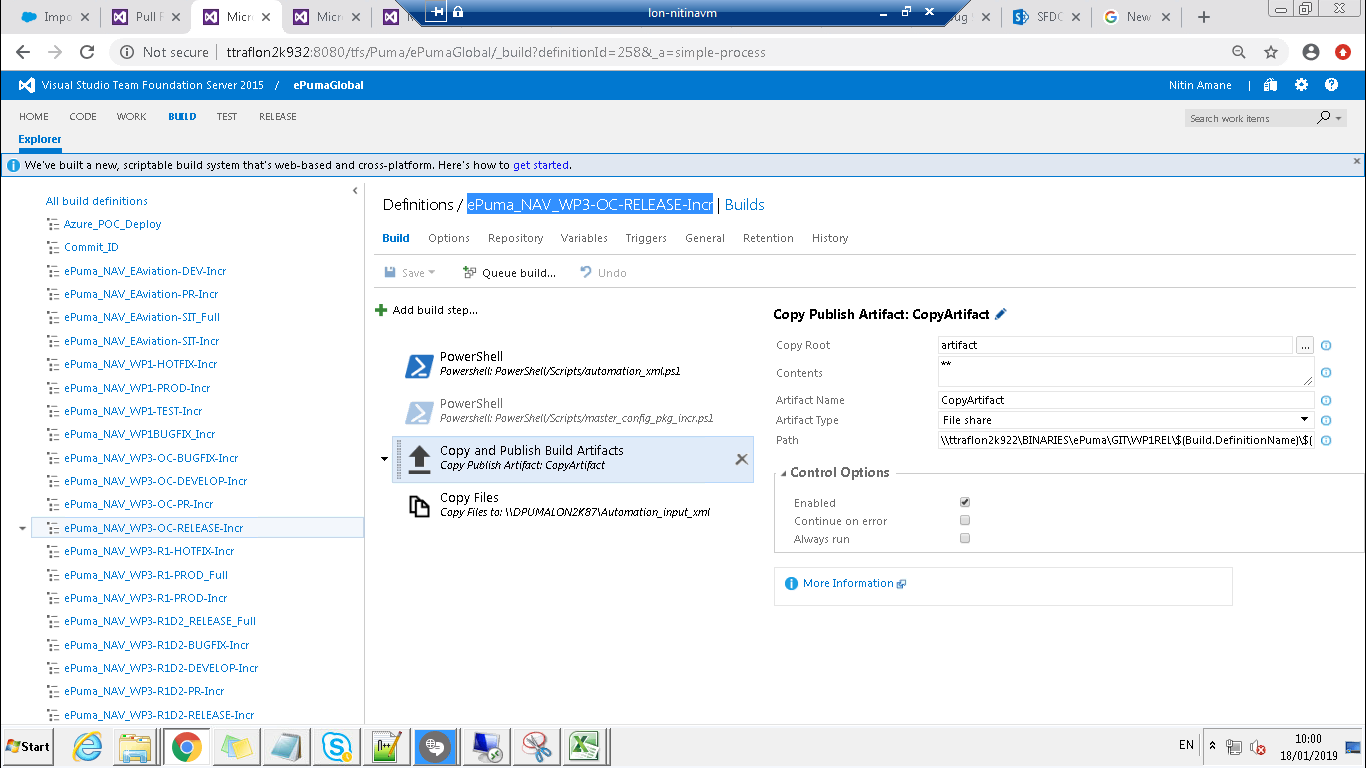 Impo
Pull F
Micro
Micro
lon-nitinavm
SFDC
New
Not secure
ttraflon2k932:8080/tfs/Puma/ePumaGlobal/_build?definitionId=258&_a=simple-process
Visual Studio Team Foundation Server 2015 / ePumaGlobal
Nitin Amane |
HOME CODE WORK BUILD TEST RELEASE
Search work items
Explorer
We've built a new, scriptable build system that's web-based and cross-platform. Here's how to get started.
All build definitions
Azure_POC_Deploy
Commit_ID
ePuma_NAV_EAviation-DEV-Incr
ePuma_NAV_EAviation-PR-Incr
ePuma_NAV_EAviation-SIT_Full
ePuma_NAV_EAviation-SIT-Incr
ePuma_NAV_WP1-HOTFIX-Incr
ePuma_NAV_WP1-PROD-Incr
ePuma_NAV_WP1-TEST-Incr
ePuma_NAV_WP1BUGFIX_Incr
ePuma_NAV_WP3-OC-BUGFIX-Incr
ePuma_NAV_WP3-OC-DEVELOP-Incr
ePuma_NAV_WP3-OC-PR-Incr
ePuma_NAV_WP3-OC-RELEASE-Incr
ePuma_NAV_WP3-R1-HOTFIX-Incr
ePuma_NAV_WP3-R1-PROD_Full
ePuma_NAV_WP3-R1-PROD-Incr
ePuma_NAV_WP3-R1D2_RELEASE_Full
ePuma_NAV_WP3-R1D2-BUGFIX-Incr
ePuma_NAV_WP3-R1D2-DEVELOP-Incr
ePuma_NAV_WP3-R1D2-PR-Incr
ePuma_NAV_WP3-R1D2-RELEASE-Incr
Definitions / ePuma_NAV_WP3-OC-RELEASE-Incr | Builds
Build Options Repository Variables Triggers General Retention History
Save Queue build... Undo
Add build step...
PowerShell
Powershell: PowerShell/Scripts/automation_xml.ps1
PowerShell
Powershell: PowerShell/Scripts/master_config_pkg_incr.ps1
Copy and Publish Build Artifacts
Copy Publish Artifact: CopyArtifact
Copy Files
Copy Files to: \\DPUMALON2K87\Automation_input_xml
Copy Publish Artifact: CopyArtifact
Copy Root artifact ...
Contents **
Artifact Name CopyArtifact
Artifact Type File share
Path \\ttraflon2k922\BINARIES\ePuma\GIT\WP1REL\$(Build.DefinitionName)\$(
Control Options
Enabled
Continue on error
Always run
More Information
Start
EN
10:00
18/01/2019